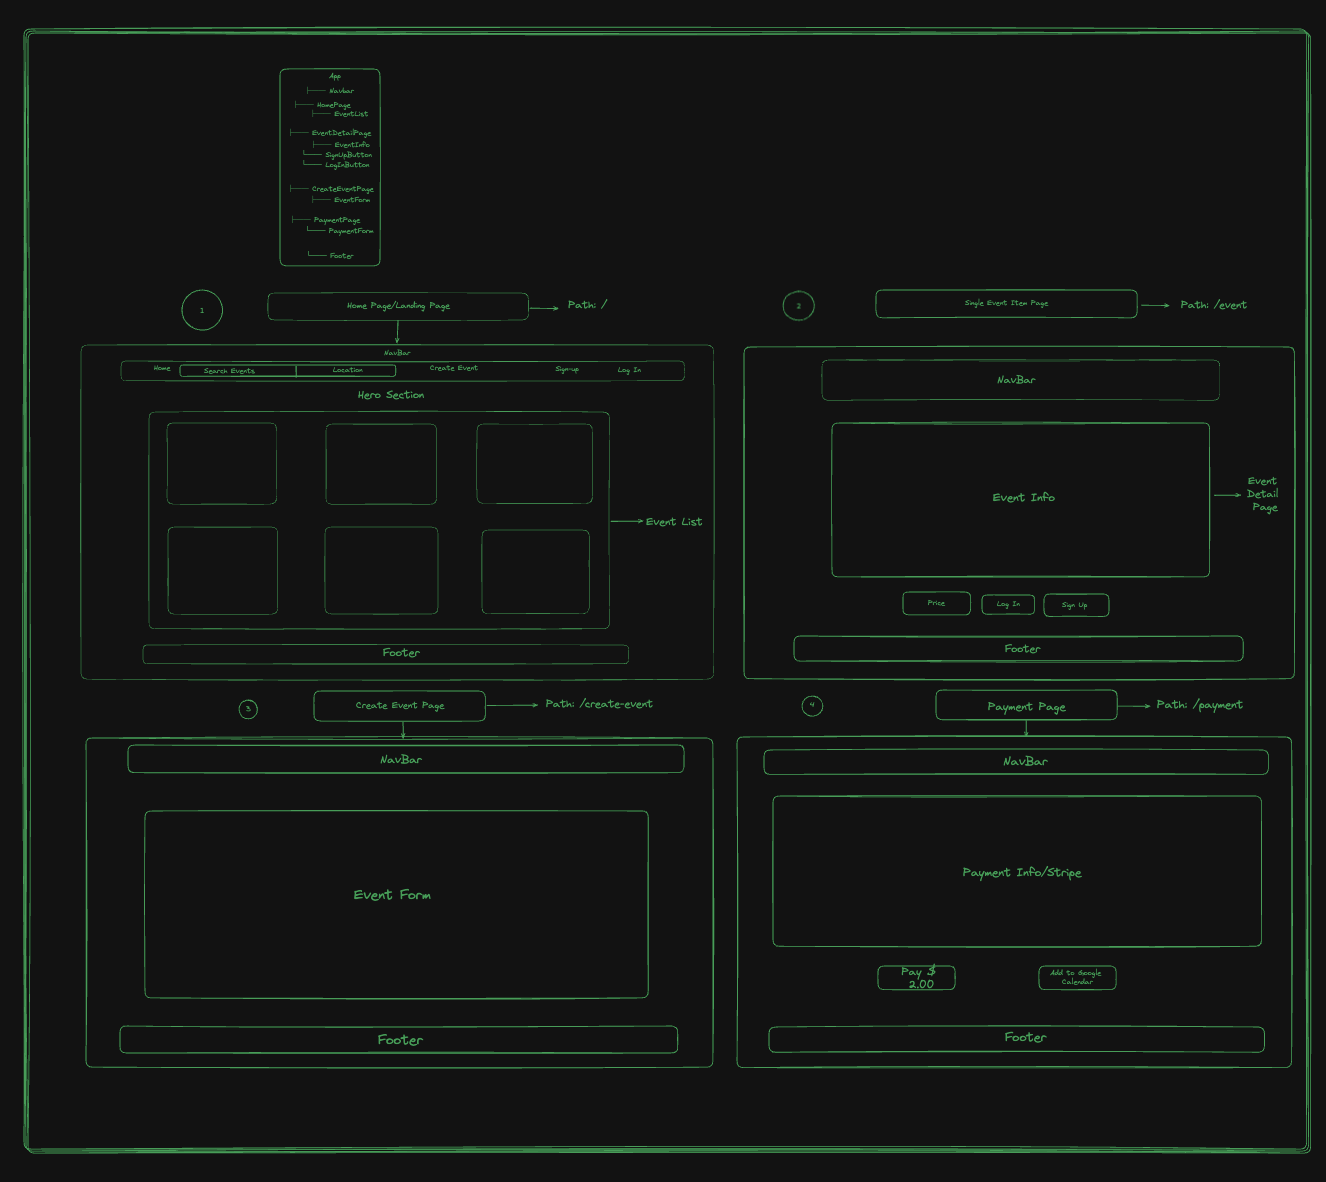 App
Navbar
HomePage
EventList
EventDetailPage
EventInfo
SignUpButton
LogInButton
CreateEventPage
EventForm
PaymentPage
PaymentForm
Footer
1
Home Page/Landing Page
Path: /
NavBar
Home
Search Events
Location
Create Event
Sign-up
Log In
Hero Section
Event List
Footer
2
Single Event Item Page
Path: /event
NavBar
Event Info
Event
Detail
Page
Price
Log In
Sign Up
Footer
3
Create Event Page
Path: /create-event
NavBar
Event Form
Footer
4
Payment Page
Path: /payment
NavBar
Payment Info/Stripe
Pay $
2.00
Add to Google
Calendar
Footer